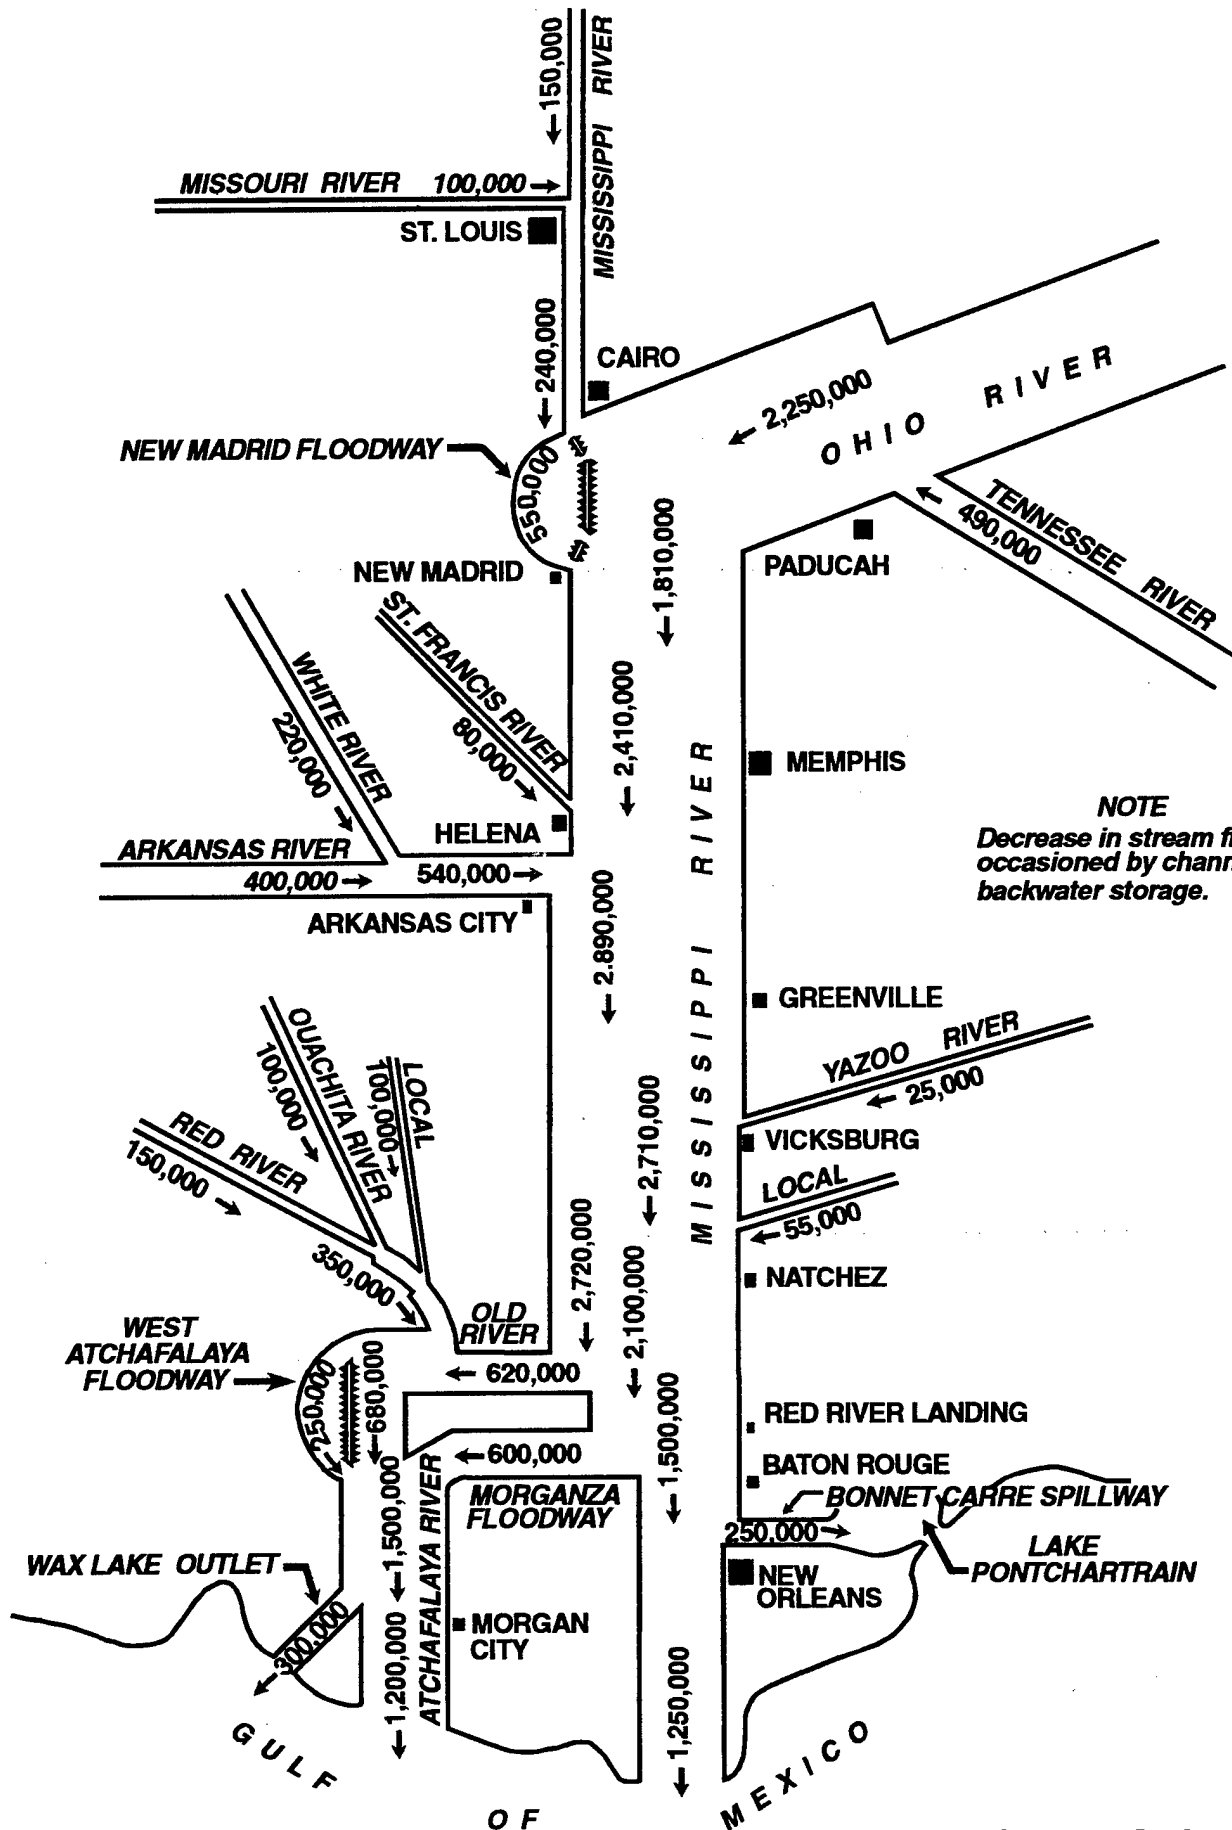 150,000
MISSISSIPPI RIVER
MISSOURI RIVER 100,000
ST. LOUIS
240,000
CAIRO
2,250,000
OHIO RIVER
NEW MADRID FLOODWAY
550,000
1,810,000
TENNESSEE RIVER
490,000
PADUCAH
NEW MADRID
ST. FRANCIS RIVER
80,000
WHITE RIVER
220,000
2,410,000
MISSISSIPPI RIVER
MEMPHIS
HELENA
NOTE
Decrease in stream
occasioned by
backwater storage.
ARKANSAS RIVER
400,000
540,000
ARKANSAS CITY
2.890,000
GREENVILLE
YAZOO RIVER
25,000
OUACHITA RIVER
100,000
LOCAL
100,000
RED RIVER
150,000
2,710,000
VICKSBURG
LOCAL
55,000
350,000
2,720,000
2,100,000
NATCHEZ
OLD
RIVER
620,000
WEST
ATCHAFALAYA
FLOODWAY
250,000
680,000
1,500,000
RED RIVER LANDING
600,000
BATON ROUGE
MORGANZA
FLOODWAY
BONNET CARRE SPILLWAY
250,000
LAKE
PONTCHARTRAIN
1,500,000
ATCHAFALAYA RIVER
WAX LAKE OUTLET
300,000
NEW
ORLEANS
MORGAN
CITY
1,200,000
1,250,000
GULF
OF
MEXICO